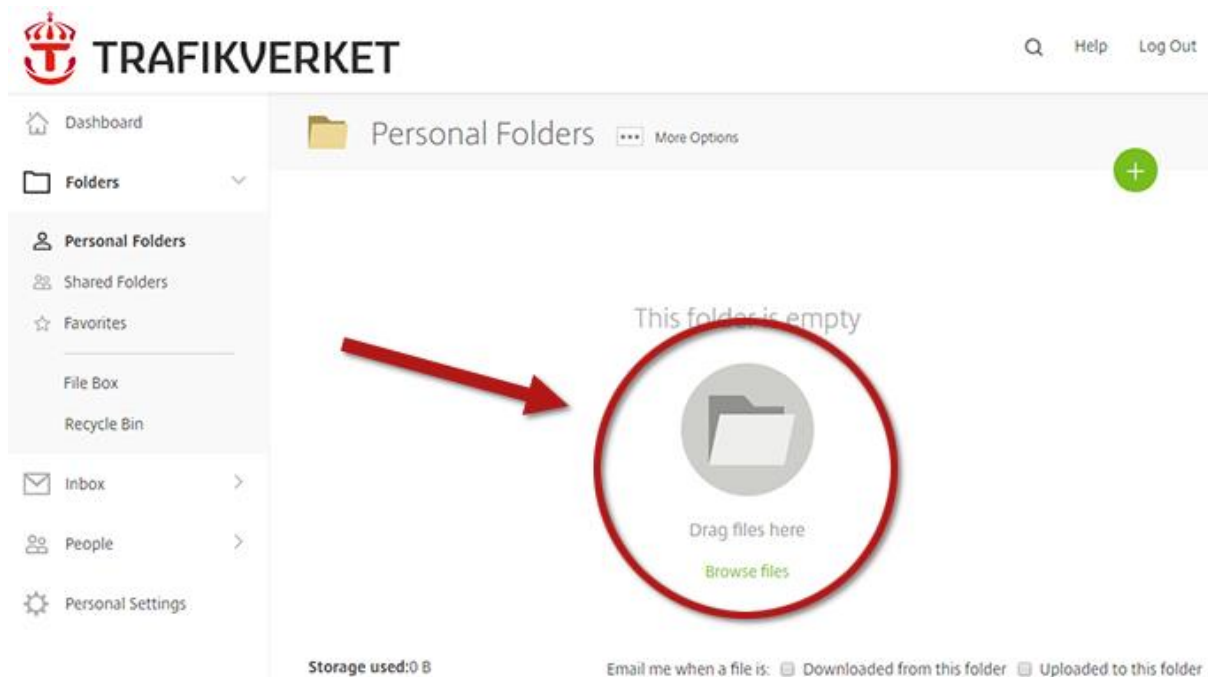 TRAFIKVERKET
Help
Log Out
Dashboard
Folders
Personal Folders
Shared Folders
Favorites
File Box
Recycle Bin
Inbox
People
Personal Settings
Personal Folders
More Options
This folder is empty
Drag files here
Browse files
Storage used:0 B
Email me when a file is: Downloaded from this folder Uploaded to this folder